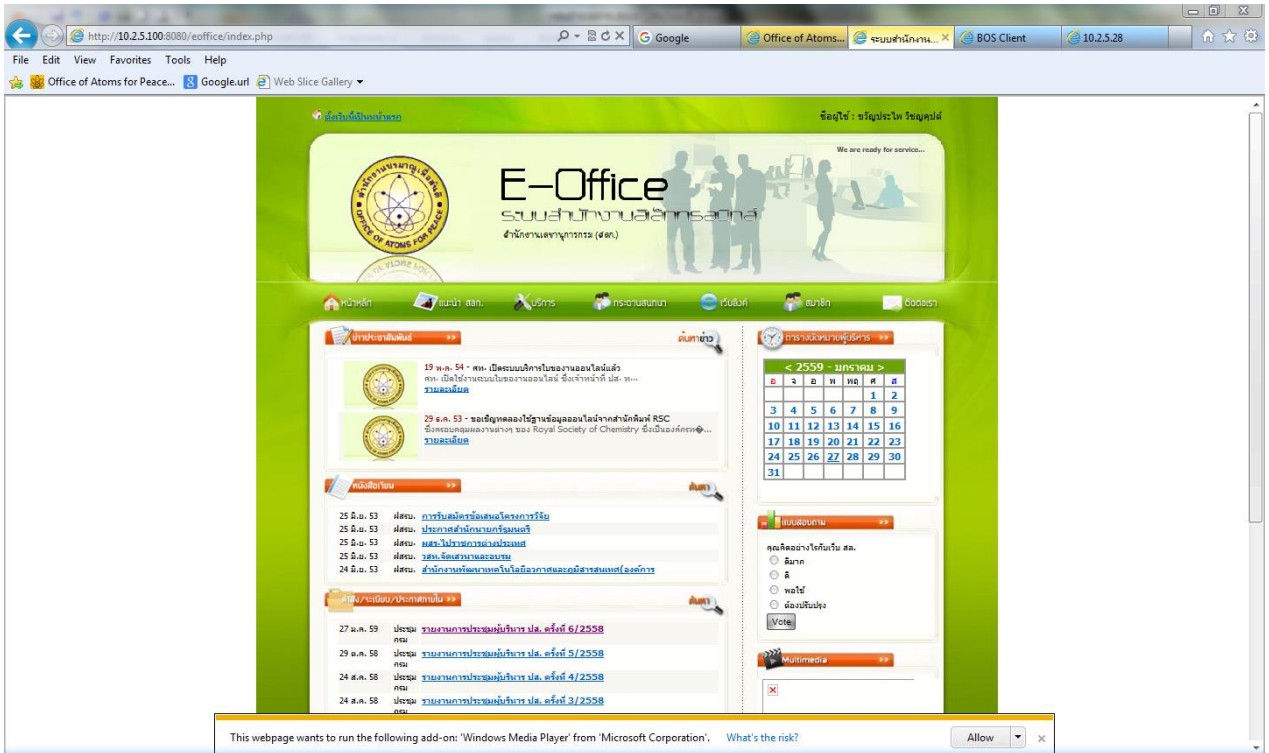 http://10.2.5.100:8080/eoffice/index.php
Google
Office of Atoms...
ระบบสำนักงาน...
BOS Client
10.2.5.28
File Edit View Favorites Tools Help
Office of Atoms for Peace... Google.url Web Slice Gallery
ตั้งเว็บนี้เป็นหน้าแรก
ชื่อผู้ใช้ : ขวัญประไพ วิชญคุปต์
We are ready for service...
สำนักงานปรมาณูเพื่อสันติ
OFFICE OF ATOMS FOR PEACE
E-Office
ระบบสำนักงานอิเล็กทรอนิกส์
สำนักงานเลขานุการกรม (สลก.)
หน้าหลัก แนะนำ สลก. บริการ กระดานสนทนา เว็บลิงค์ สมาชิก ติดต่อเรา
ข่าวประชาสัมพันธ์ >>
ค้นหาข่าว
19 พ.ค. 54 - ศท. เปิดระบบบริการใบของานออนไลน์แล้ว
ศท. เปิดใช้งานระบบใบของานออนไลน์ ซึ่งเจ้าหน้าที่ ปส. ท...
รายละเอียด
29 ธ.ค. 53 - ขอเชิญทดลองใช้ฐานข้อมูลออนไลน์จากสำนักพิมพ์ RSC
ซึ่งครอบคลุมผลงานต่างๆ ของ Royal Society of Chemistry ซึ่งเป็นองค์กรท�...
รายละเอียด
หนังสือเวียน >>
ค้นหา
25 มิ.ย. 53 ฝสรบ. การรับสมัครข้อเสนอโครงการวิจัย
25 มิ.ย. 53 ฝสรบ. ประกาศสำนักนายกรัฐมนตรี
25 มิ.ย. 53 ฝสรบ. ผสร.ไปราชการต่างประเทศ
25 มิ.ย. 53 ฝสรบ. วสท.จัดเสวนาและอบรม
24 มิ.ย. 53 ฝสรบ. สำนักงานพัฒนาเทคโนโลยีอวกาศและภูมิสารสนเทศ(องค์การ
คำสั่ง/ระเบียบ/ประกาศภายใน >>
ค้นหา
27 ม.ค. 59 ประชุมกรม รายงานการประชุมผู้บริหาร ปส. ครั้งที่ 6/2558
29 ต.ค. 58 ประชุมกรม รายงานการประชุมผู้บริหาร ปส. ครั้งที่ 5/2558
24 ส.ค. 58 ประชุมกรม รายงานการประชุมผู้บริหาร ปส. ครั้งที่ 4/2558
24 ส.ค. 58 ประชุมกรม รายงานการประชุมผู้บริหาร ปส. ครั้งที่ 3/2558
ตารางนัดหมายผู้บริหาร >>
< 2559 - มกราคม >
อ จ อ พ พฤ ศ ส
1 2
3 4 5 6 7 8 9
10 11 12 13 14 15 16
17 18 19 20 21 22 23
24 25 26 27 28 29 30
31
แบบสอบถาม >>
คุณคิดอย่างไรกับเว็บ สล.
ดีมาก
ดี
พอใช้
ต้องปรับปรุง
Vote
Multimedia >>
This webpage wants to run the following add-on: 'Windows Media Player' from 'Microsoft Corporation'. What's the risk? Allow